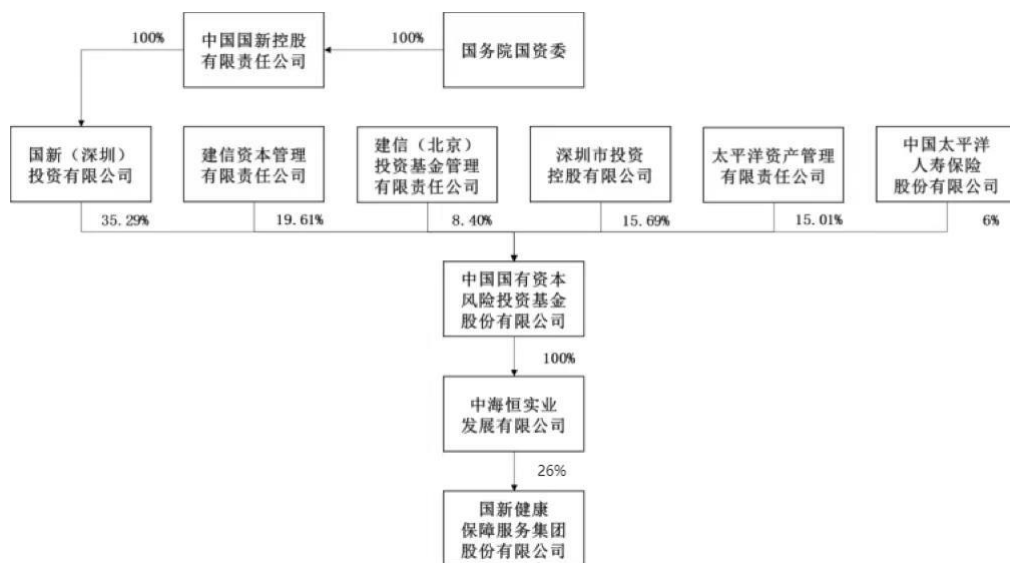 100%
中国国新控股
有限责任公司
100%
国务院国资委
国新（深圳）
投资有限公司
建信资本管理
有限责任公司
建信（北京）
投资基金管理
有限责任公司
深圳市投资
控股有限公司
太平洋资产管理
有限责任公司
中国太平洋
人寿保险
股份有限公司
35.29%
19.61%
8.40%
15.69%
15.01%
6%
中国国有资本
风险投资基金
股份有限公司
100%
中海恒实业
发展有限公司
26%
国新健康
保障服务集团
股份有限公司